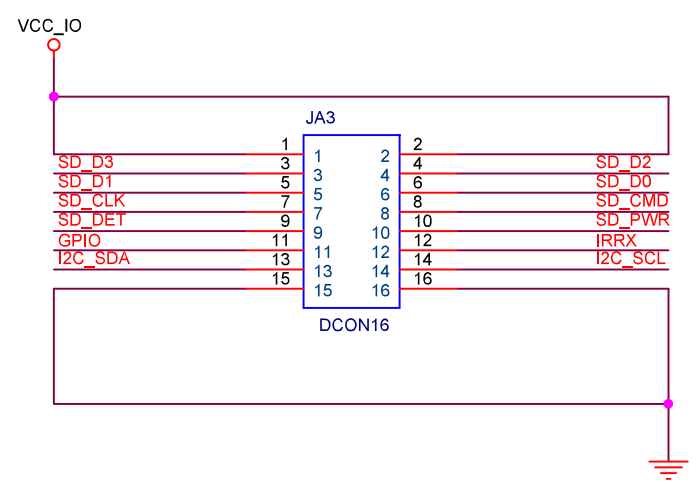 VCC_IO
JA3
1 1 2 2
SD_D3 3 3 4 4 SD_D2
SD_D1 5 5 6 6 SD_D0
SD_CLK 7 7 8 8 SD_CMD
SD_DET 9 9 10 10 SD_PWR
GPIO 11 11 12 12 IRRX
I2C_SDA 13 13 14 14 I2C_SCL
15 15 16 16
DCON16